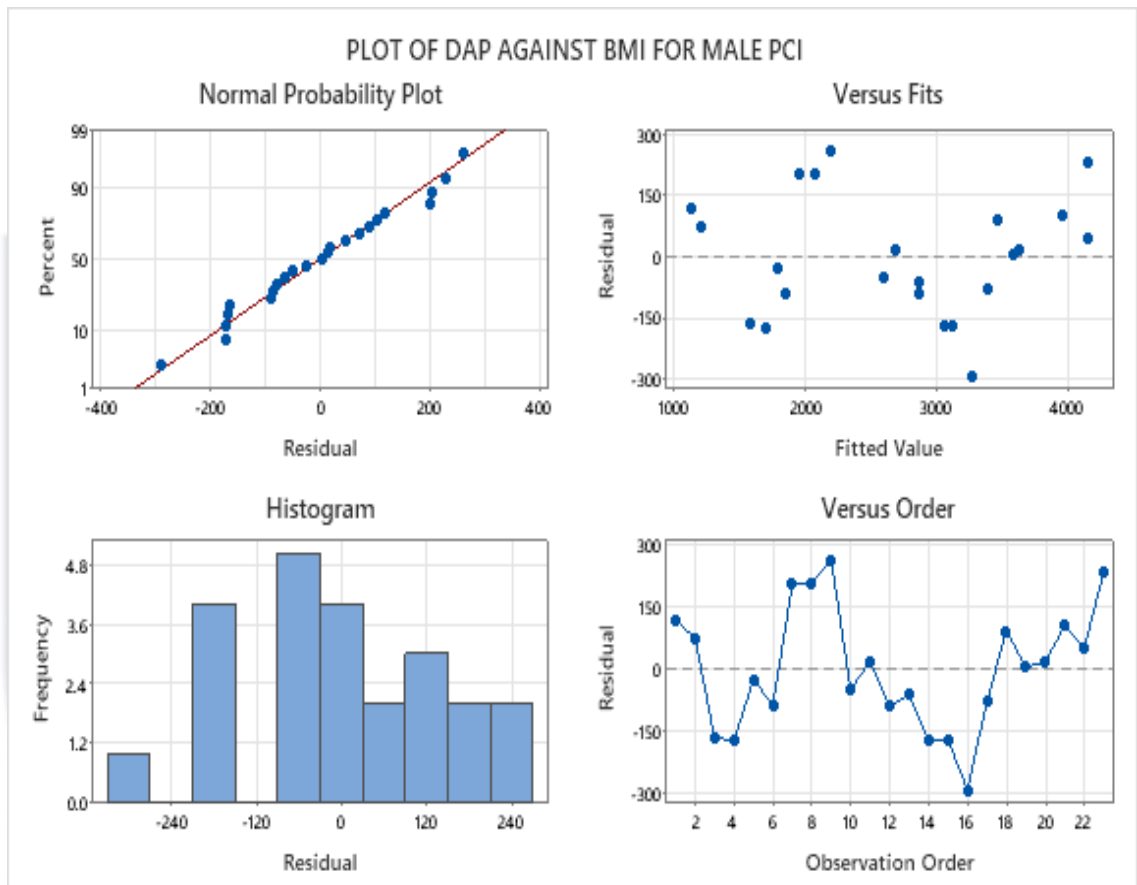 PLOT OF DAP AGAINST BMI FOR MALE PCI
Normal Probability Plot
99
90
50
10
1
Percent
-400 -200 0 200 400
Residual
Versus Fits
300
150
0
-150
-300
Residual
1000 2000 3000 4000
Fitted Value
Histogram
4.8
3.6
2.4
1.2
0.0
Frequency
-240 -120 0 120 240
Residual
Versus Order
300
150
0
-150
-300
Residual
2 4 6 8 10 12 14 16 18 20 22
Observation Order